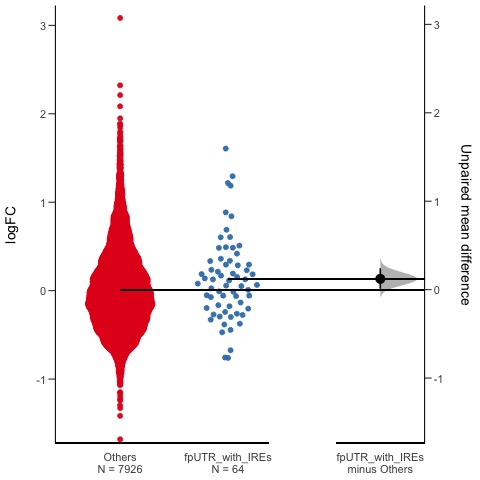 3
2
1
0
-1
logFC
3
2
1
0
-1
Unpaired mean difference
Others
N = 7926
fpUTR_with_IREs
N = 64
fpUTR_with_IREs
minus Others